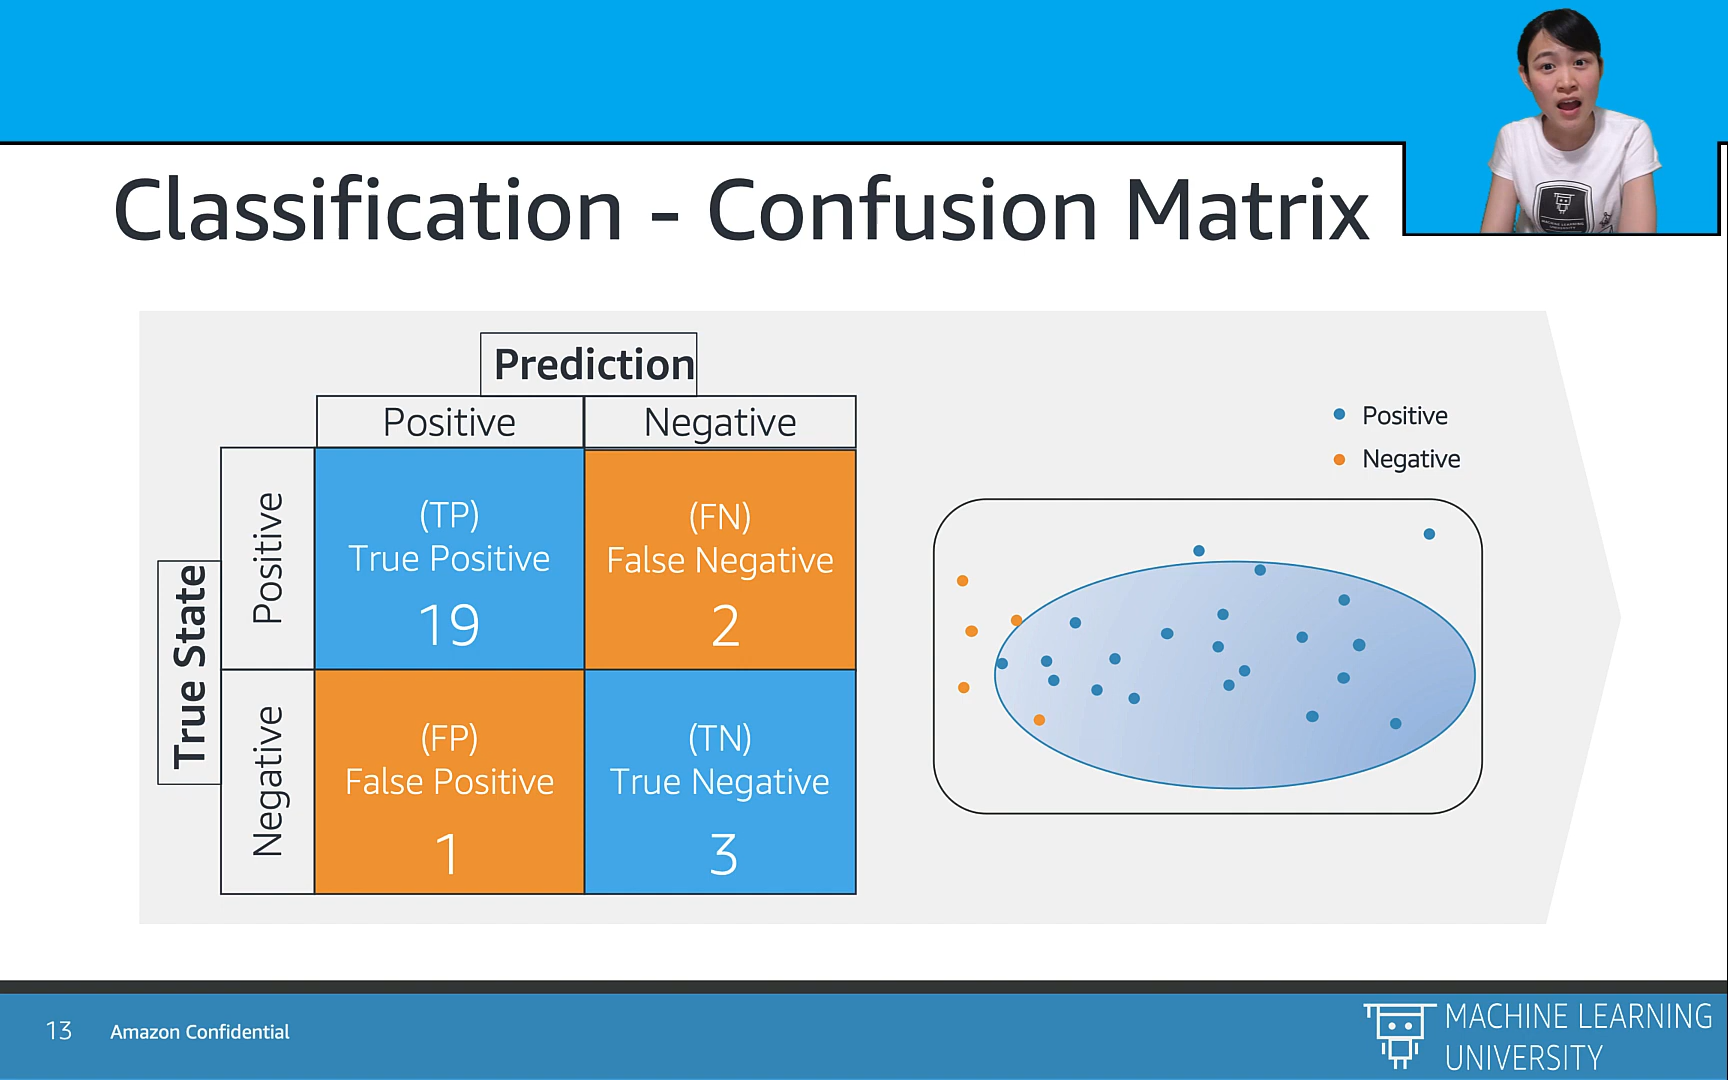 Classification - Confusion Matrix
Prediction
Positive
Negative
True State
Positive
(TP)
True Positive
19
(FN)
False Negative
2
Negative
(FP)
False Positive
1
(TN)
True Negative
3
Positive
Negative
13
Amazon Confidential
MACHINE LEARNING
UNIVERSITY